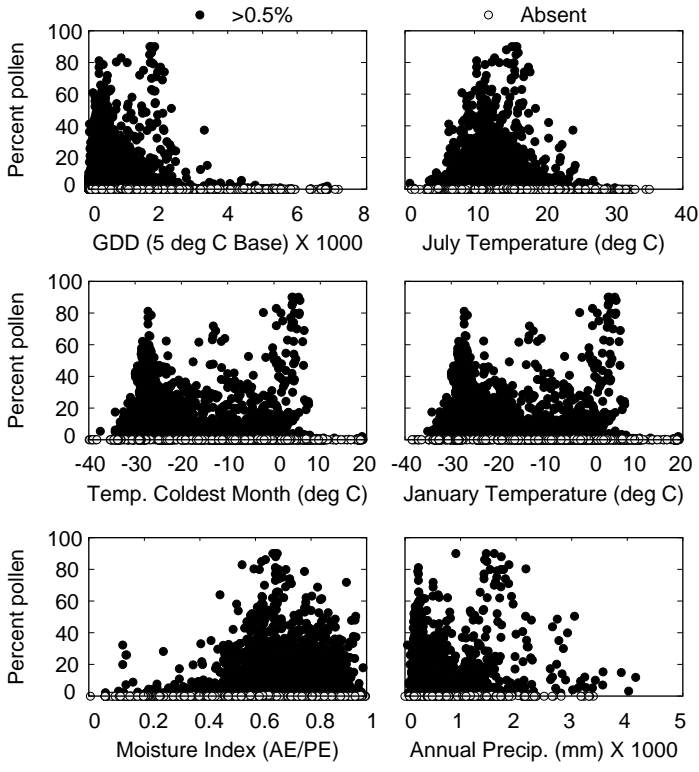 >0.5% Absent
Percent pollen
100
80
60
40
20
0
0 2 4 6 8
GDD (5 deg C Base) X 1000
0 10 20 30 40
July Temperature (deg C)
Percent pollen
100
80
60
40
20
0
-40 -30 -20 -10 0 10 20
Temp. Coldest Month (deg C)
-40 -30 -20 -10 0 10 20
January Temperature (deg C)
Percent pollen
100
80
60
40
20
0
0 0.2 0.4 0.6 0.8 1
Moisture Index (AE/PE)
0 1 2 3 4 5
Annual Precip. (mm) X 1000